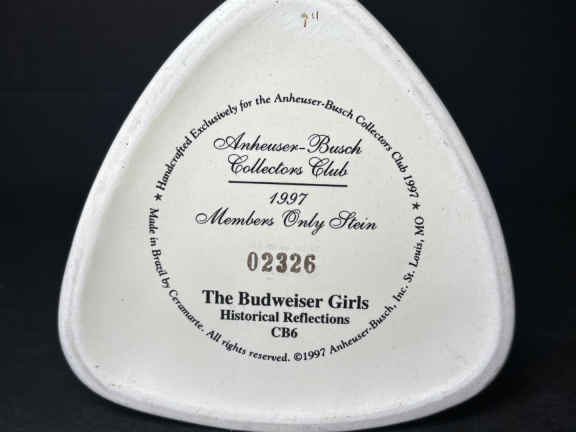 ★ Handcrafted Exclusively for the Anheuser-Busch Collectors Club 1997 ★
Anheuser-Busch
Collectors Club
1997
Members Only Stein
02326
The Budweiser Girls
Historical Reflections
CB6
Made in Brazil by Ceramarte. All rights reserved. ©1997 Anheuser-Busch, Inc. St. Louis, MO